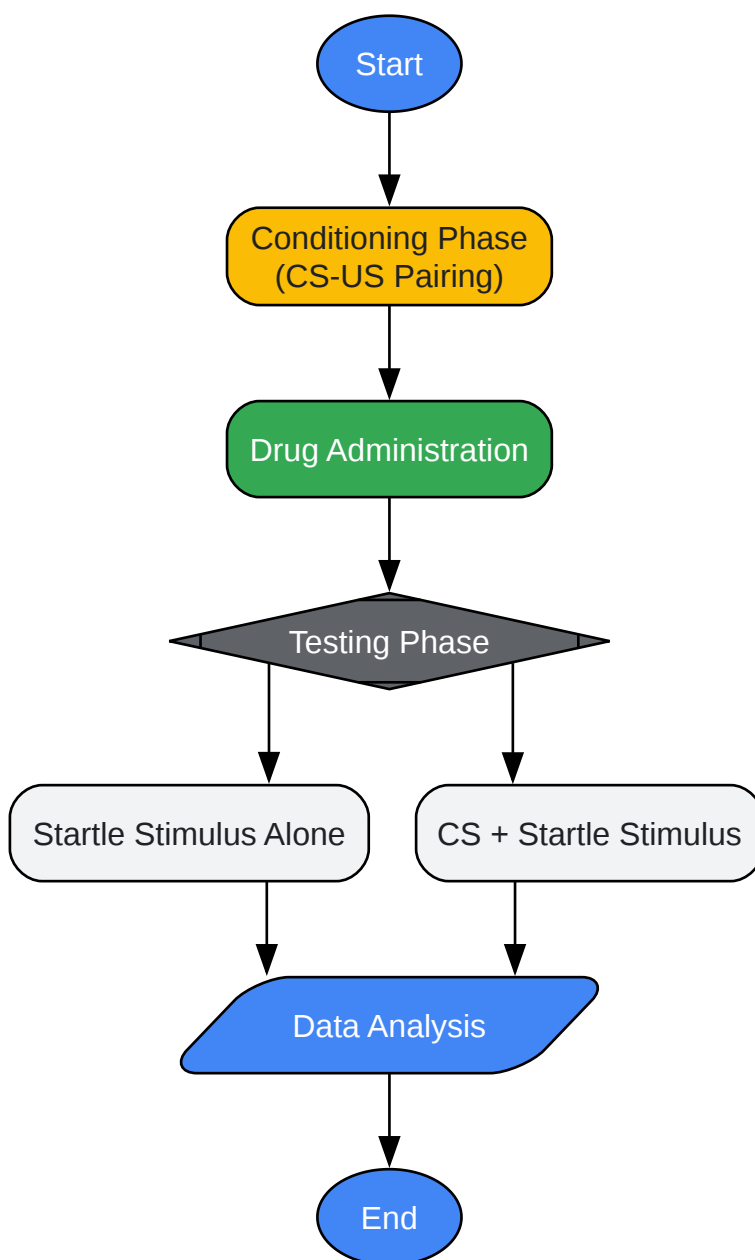 Start
Conditioning Phase
(CS-US Pairing)
Drug Administration
Testing Phase
Startle Stimulus Alone
CS + Startle Stimulus
Data Analysis
End